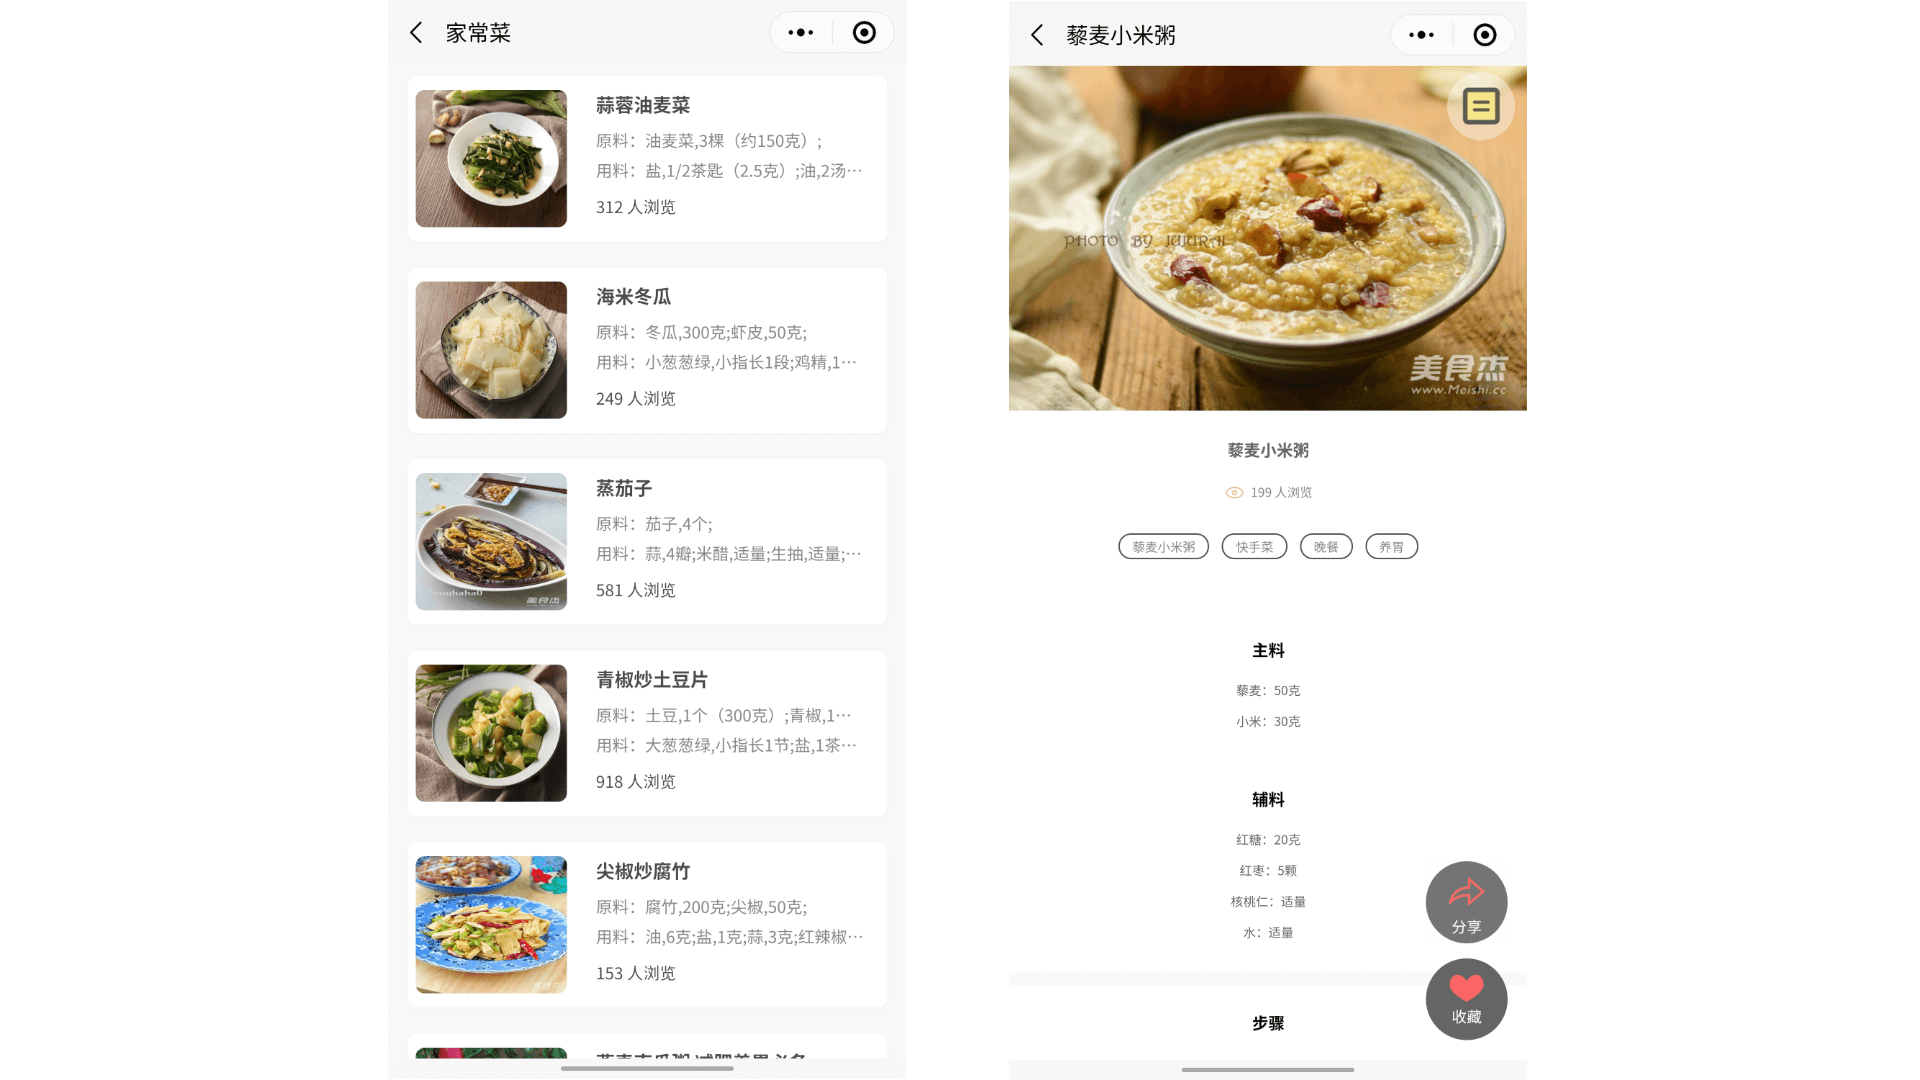 家常菜
蒜蓉油麦菜
原料：油麦菜,3棵（约150克）;
用料：盐,1/2茶匙（2.5克）;油,2汤…
312 人浏览
海米冬瓜
原料：冬瓜,300克;虾皮,50克;
用料：小葱葱绿,小指长1段;鸡精,1…
249 人浏览
蒸茄子
原料：茄子,4个;
用料：蒜,4瓣;米醋,适量;生抽,适量;…
581 人浏览
美食杰
青椒炒土豆片
原料：土豆,1个（300克）;青椒,1…
用料：大葱葱绿,小指长1节;盐,1茶…
918 人浏览
尖椒炒腐竹
原料：腐竹,200克;尖椒,50克;
用料：油,6克;盐,1克;蒜,3克;红辣椒…
153 人浏览
藜麦小米粥
PHOTO BY
美食杰
www.Meishi.cc
藜麦小米粥
199 人浏览
藜麦小米粥 快手菜 晚餐 养胃
主料
藜麦：50克
小米：30克
辅料
红糖：20克
红枣：5颗
核桃仁：适量
水：适量
分享
收藏
步骤